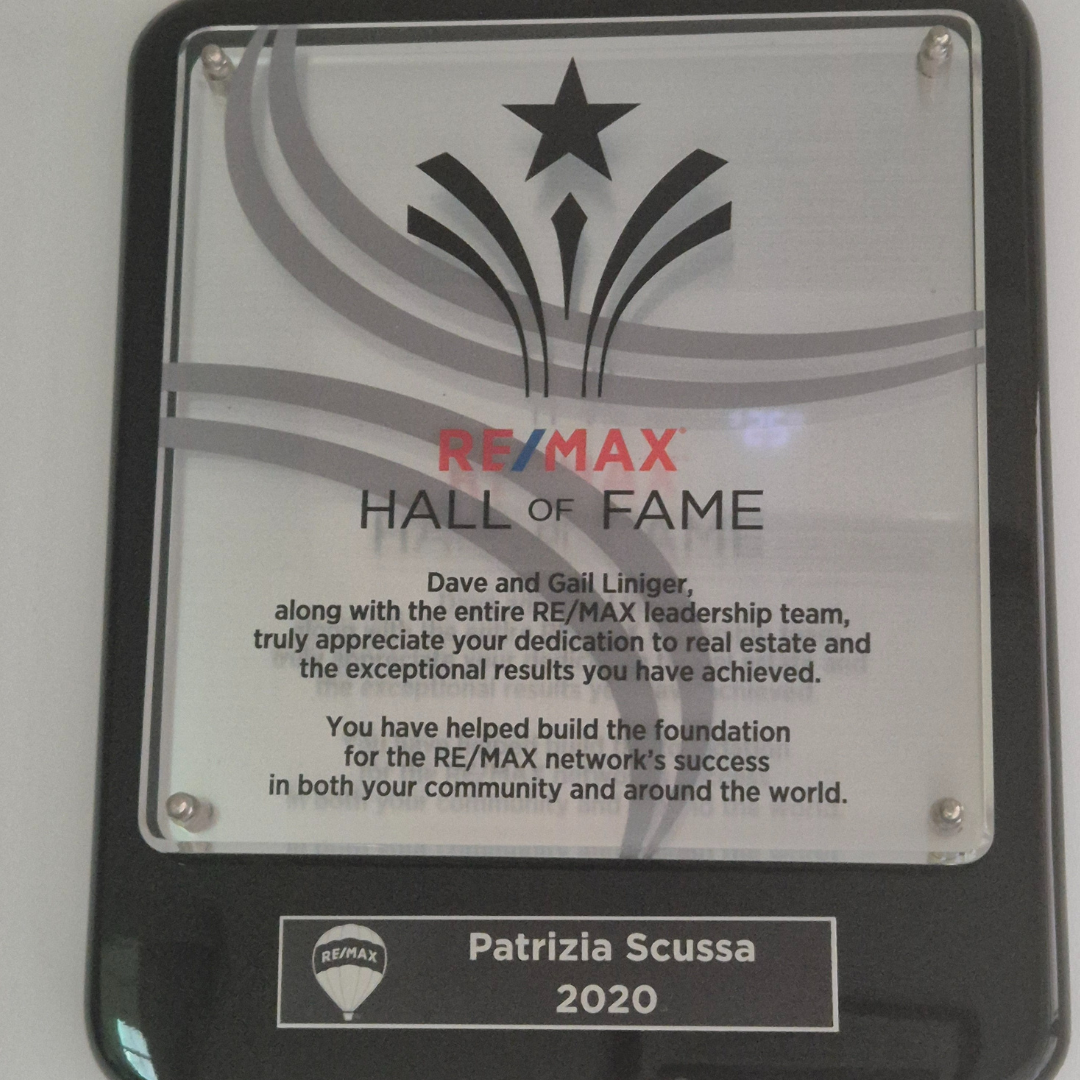 RE/MAX®
HALL OF FAME
Dave and Gail Liniger,
along with the entire RE/MAX leadership team,
truly appreciate your dedication to real estate and
the exceptional results you have achieved.
You have helped build the foundation
for the RE/MAX network's success
in both your community and around the world.
RE/MAX
Patrizia Scussa
2020